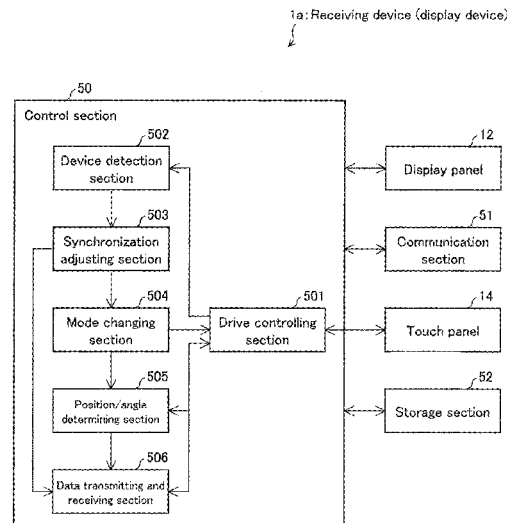 1a: Receiving device (display device)
50
Control section
502
Device detection
section
503
Synchronization
adjusting section
504
Mode changing
section
505
Position/angle
determining section
506
Data transmitting and
receiving section
501
Drive controlling
section
12
Display panel
51
Communication
section
14
Touch panel
52
Storage section